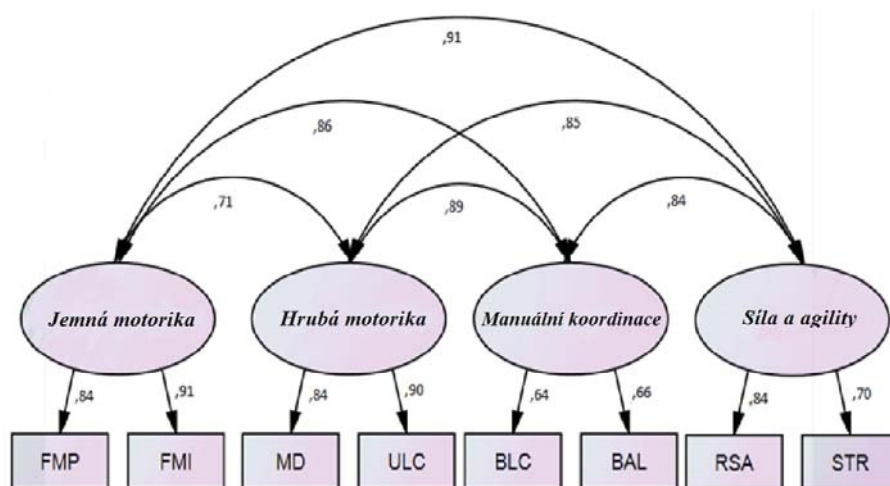 ,91
,86
,85
,71
,89
,84
Jemná motorika
Hrubá motorika
Manuální koordinace
Síla a agility
,84
,91
,84
,90
,64
,66
,84
,70
FMP
FMI
MD
ULC
BLC
BAL
RSA
STR